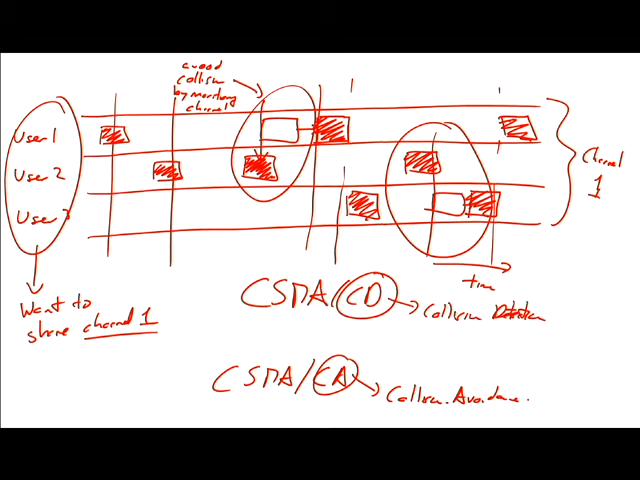 avoid
collision
by monitoring
channel
User 1
User 2
User 3
Channel
1
time
Want to
share channel 1
CSMA/CD
Collision Detection
CSMA/CA
Collision Avoidance.